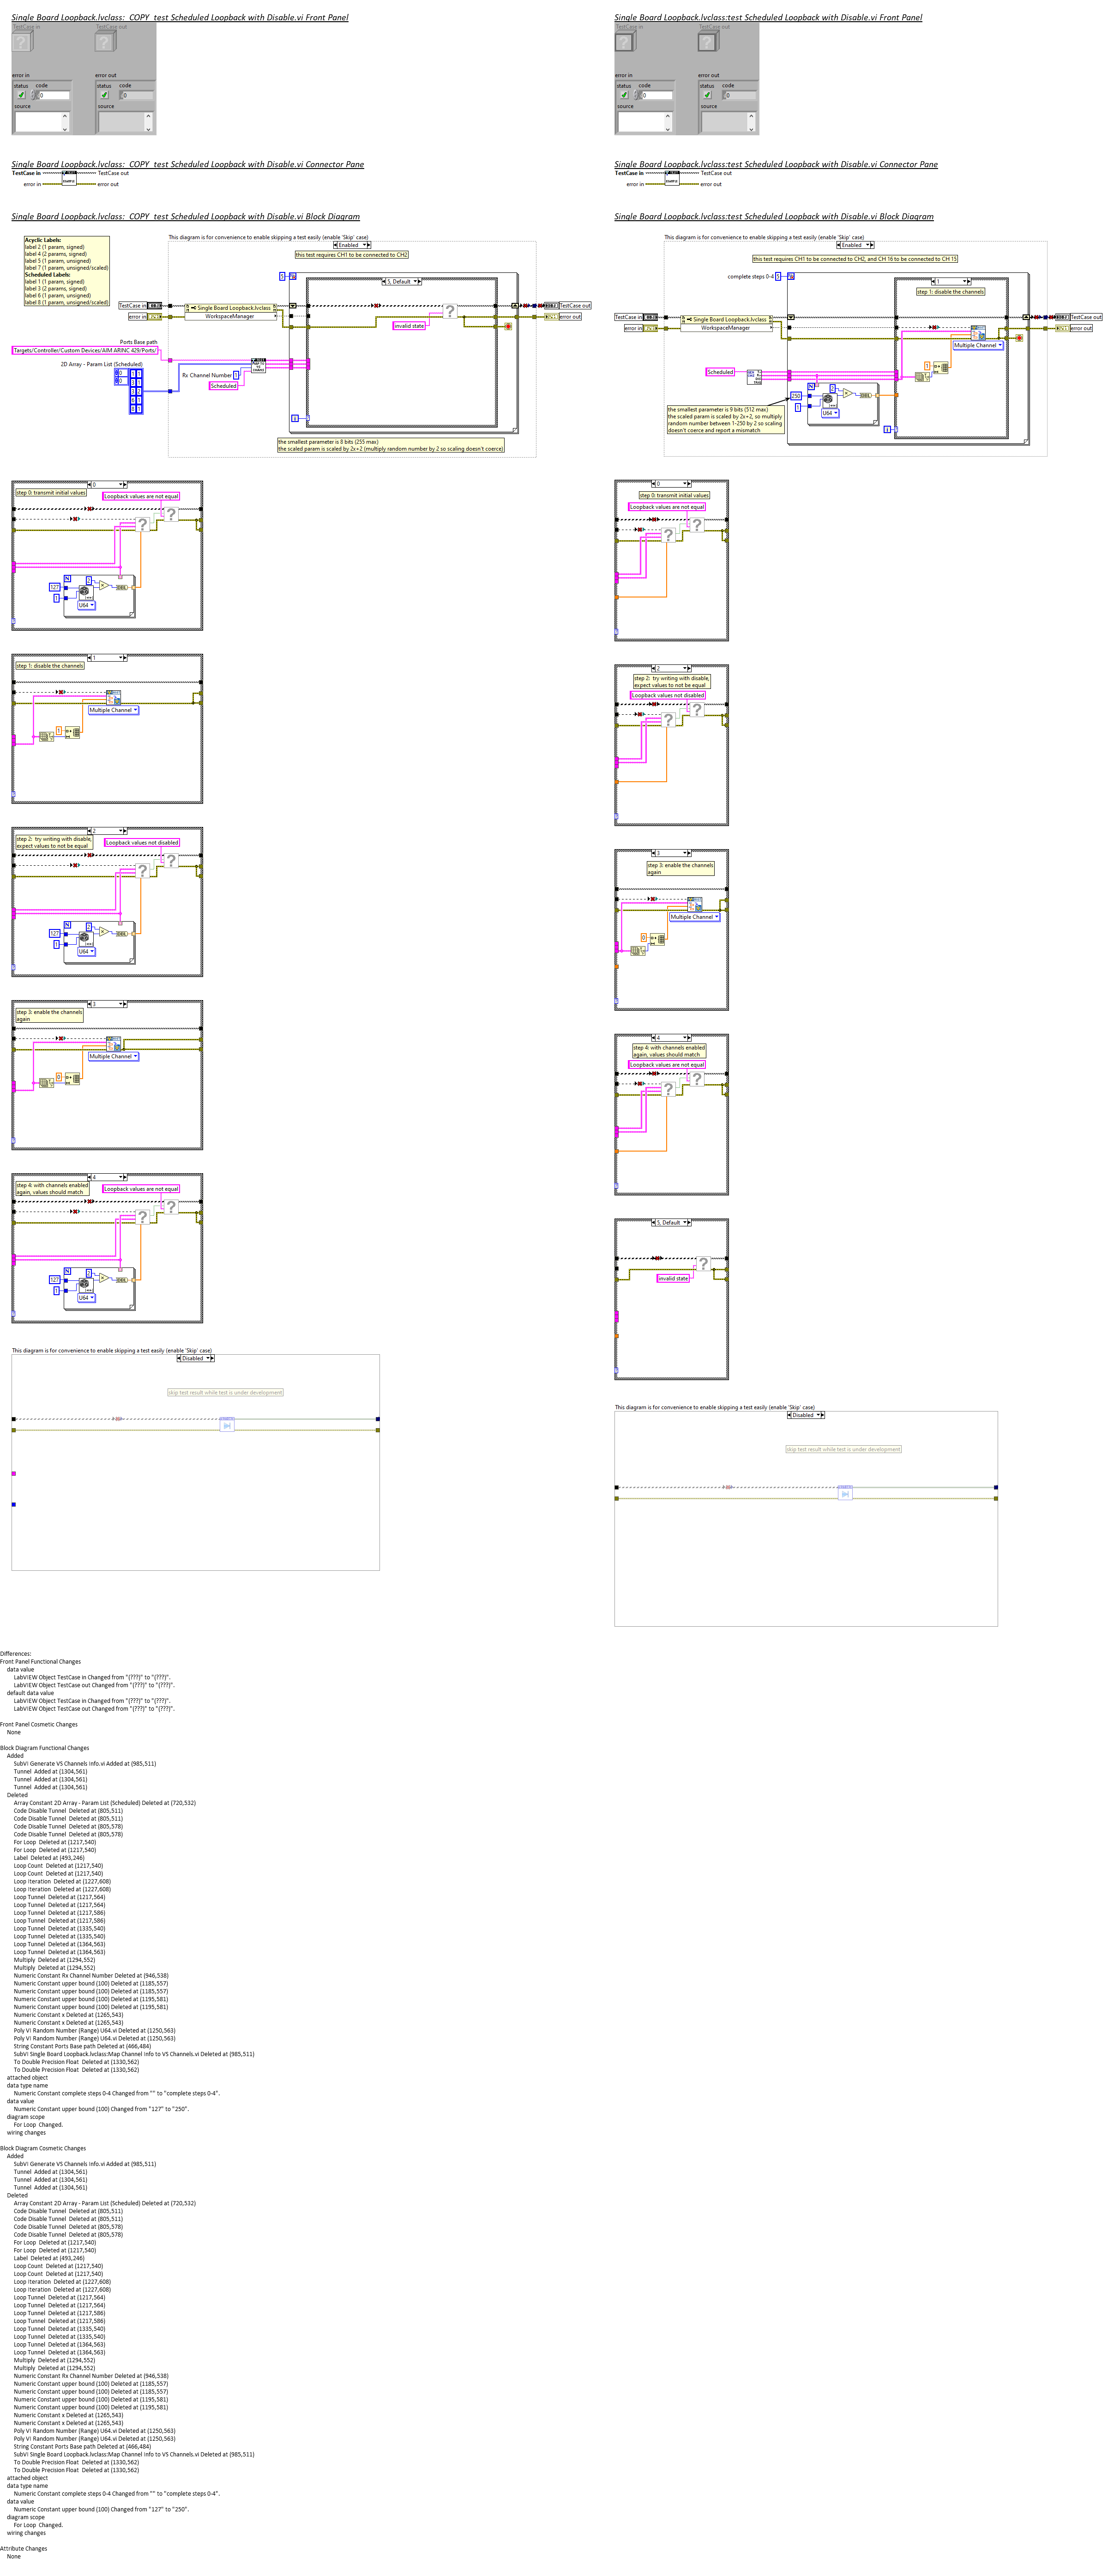 Single Board Loopback.lvclass:_COPY_test Scheduled Loopback with Disable.vi Front Panel
TestCase in
TestCase out
error in
error out
status
code
status
code
0
0
source
source
Single Board Loopback.lvclass:_COPY_test Scheduled Loopback with Disable.vi Connector Pane
TestCase in
TestCase out
error in
error out
Single Board Loopback.lvclass:_COPY_test Scheduled Loopback with Disable.vi Block Diagram
This diagram is for convenience to enable skipping a test easily (enable 'Skip' case)
Enabled
Acyclic Labels:
label 2 (1 param, signed)
label 4 (2 params, signed)
label 5 (1 param, unsigned)
label 7 (1 param, unsigned/scaled)
Scheduled Labels:
label 1 (1 param, signed)
label 3 (2 param, signed)
label 6 (1 param, unsigned)
label 8 (1 param, unsigned/scaled)
this test requires CH1 to be connected to CH2
5, Default
TestCase in
error in
Single Board Loopback.lvclass
WorkspaceManager
invalid state
TestCase out
error out
Ports Base path
Targets/Controller/Custom Devices/AIM ARINC 429/Ports/
2D Array - Param List (Scheduled)
Rx Channel Number
1
Scheduled
the smallest parameter is 8 bits (255 max)
the scaled param is scaled by 2x+2 (multiply random number by 2 so scaling doesn't coerce)
0
step 0: transmit initial values
Loopback values are not equal
127
1
2
U64
DBL
1
step 1: disable the channels
Multiple Channel
1
2
step 2: try writing with disable,
expect values to not be equal
Loopback values not disabled
127
1
2
U64
DBL
3
step 3: enable the channels
again
Multiple Channel
0
4
step 4: with channels enabled
again, values should match
Loopback values are not equal
127
1
2
U64
DBL
This diagram is for convenience to enable skipping a test easily (enable 'Skip' case)
Disabled
skip test result while test is under development
Single Board Loopback.lvclass:test Scheduled Loopback with Disable.vi Front Panel
TestCase in
TestCase out
error in
error out
status
code
status
code
0
0
source
source
Single Board Loopback.lvclass:test Scheduled Loopback with Disable.vi Connector Pane
TestCase in
TestCase out
error in
error out
Single Board Loopback.lvclass:test Scheduled Loopback with Disable.vi Block Diagram
This diagram is for convenience to enable skipping a test easily (enable 'Skip' case)
Enabled
this test requires CH1 to be connected to CH2, and CH 16 to be connected to CH 15
complete steps 0-4
5
1
step 1: disable the channels
TestCase in
error in
Single Board Loopback.lvclass
WorkspaceManager
Multiple Channel
TestCase out
error out
Scheduled
250
1
2
U64
the smallest parameter is 9 bits (512 max)
the scaled param is scaled by 2x+2, so multiply
random number between 1-250 by 2 so scaling
doesn't coerce and report a mismatch
0
step 0: transmit initial values
Loopback values are not equal
2
step 2: try writing with disable,
expect values to not be equal
Loopback values not disabled
3
step 3: enable the channels
again
Multiple Channel
0
4
step 4: with channels enabled
again, values should match
Loopback values are not equal
5, Default
invalid state
This diagram is for convenience to enable skipping a test easily (enable 'Skip' case)
Disabled
skip test result while test is under development
Differences:
Front Panel Functional Changes
data value
LabVIEW Object TestCase in Changed from "(???)" to "(???)".
LabVIEW Object TestCase out Changed from "(???)" to "(???)".
default data value
LabVIEW Object TestCase in Changed from "(???)" to "(???)".
LabVIEW Object TestCase out Changed from "(???)" to "(???)".
Front Panel Cosmetic Changes
None
Block Diagram Functional Changes
Added
SubVI Generate VS Channels Info.vi Added at (985,511)
Tunnel  Added at (1304,561)
Tunnel  Added at (1304,561)
Tunnel  Added at (1304,561)
Deleted
Array Constant 2D Array - Param List (Scheduled) Deleted at (720,532)
Code Disable Tunnel  Deleted at (805,511)
Code Disable Tunnel  Deleted at (805,511)
Code Disable Tunnel  Deleted at (805,578)
Code Disable Tunnel  Deleted at (805,578)
For Loop  Deleted at (1217,540)
For Loop  Deleted at (1217,540)
Label  Deleted at (493,246)
Loop Count  Deleted at (1217,540)
Loop Count  Deleted at (1217,540)
Loop Iteration  Deleted at (1227,608)
Loop Iteration  Deleted at (1227,608)
Loop Tunnel  Deleted at (1217,564)
Loop Tunnel  Deleted at (1217,564)
Loop Tunnel  Deleted at (1217,586)
Loop Tunnel  Deleted at (1217,586)
Loop Tunnel  Deleted at (1335,540)
Loop Tunnel  Deleted at (1335,540)
Loop Tunnel  Deleted at (1364,563)
Loop Tunnel  Deleted at (1364,563)
Multiply  Deleted at (1294,552)
Multiply  Deleted at (1294,552)
Numeric Constant Rx Channel Number Deleted at (946,538)
Numeric Constant upper bound (100) Deleted at (1185,557)
Numeric Constant upper bound (100) Deleted at (1185,557)
Numeric Constant upper bound (100) Deleted at (1195,581)
Numeric Constant upper bound (100) Deleted at (1195,581)
Numeric Constant x Deleted at (1265,543)
Numeric Constant x Deleted at (1265,543)
Poly VI Random Number (Range) U64.vi Deleted at (1250,563)
Poly VI Random Number (Range) U64.vi Deleted at (1250,563)
String Constant Ports Base path Deleted at (466,484)
SubVI Single Board Loopback.lvclass:Map Channel Info to VS Channels.vi Deleted at (985,511)
To Double Precision Float  Deleted at (1330,562)
To Double Precision Float  Deleted at (1330,562)
attached object
data type name
Numeric Constant complete steps 0-4 Changed from "" to "complete steps 0-4".
data value
Numeric Constant upper bound (100) Changed from "127" to "250".
diagram scope
For Loop  Changed.
wiring changes
Block Diagram Cosmetic Changes
Added
SubVI Generate VS Channels Info.vi Added at (985,511)
Tunnel  Added at (1304,561)
Tunnel  Added at (1304,561)
Tunnel  Added at (1304,561)
Deleted
Array Constant 2D Array - Param List (Scheduled) Deleted at (720,532)
Code Disable Tunnel  Deleted at (805,511)
Code Disable Tunnel  Deleted at (805,511)
Code Disable Tunnel  Deleted at (805,578)
Code Disable Tunnel  Deleted at (805,578)
For Loop  Deleted at (1217,540)
For Loop  Deleted at (1217,540)
Label  Deleted at (493,246)
Loop Count  Deleted at (1217,540)
Loop Count  Deleted at (1217,540)
Loop Iteration  Deleted at (1227,608)
Loop Iteration  Deleted at (1227,608)
Loop Tunnel  Deleted at (1217,564)
Loop Tunnel  Deleted at (1217,564)
Loop Tunnel  Deleted at (1217,586)
Loop Tunnel  Deleted at (1217,586)
Loop Tunnel  Deleted at (1335,540)
Loop Tunnel  Deleted at (1335,540)
Loop Tunnel  Deleted at (1364,563)
Loop Tunnel  Deleted at (1364,563)
Multiply  Deleted at (1294,552)
Multiply  Deleted at (1294,552)
Numeric Constant Rx Channel Number Deleted at (946,538)
Numeric Constant upper bound (100) Deleted at (1185,557)
Numeric Constant upper bound (100) Deleted at (1185,557)
Numeric Constant upper bound (100) Deleted at (1195,581)
Numeric Constant upper bound (100) Deleted at (1195,581)
Numeric Constant x Deleted at (1265,543)
Numeric Constant x Deleted at (1265,543)
Poly VI Random Number (Range) U64.vi Deleted at (1250,563)
Poly VI Random Number (Range) U64.vi Deleted at (1250,563)
String Constant Ports Base path Deleted at (466,484)
SubVI Single Board Loopback.lvclass:Map Channel Info to VS Channels.vi Deleted at (985,511)
To Double Precision Float  Deleted at (1330,562)
To Double Precision Float  Deleted at (1330,562)
attached object
data type name
Numeric Constant complete steps 0-4 Changed from "" to "complete steps 0-4".
data value
Numeric Constant upper bound (100) Changed from "127" to "250".
diagram scope
For Loop  Changed.
wiring changes
Attribute Changes
None